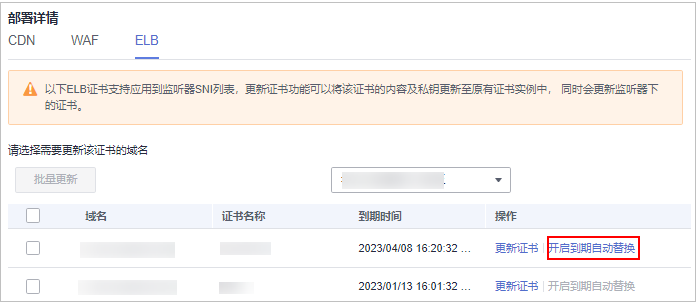 部署详情
CDN WAF ELB
以下ELB证书支持应用到监听器SNI列表，更新证书功能可以将该证书的内容及私钥更新至原有证书实例中， 同时会更新监听器下
的证书。
请选择需要更新该证书的域名
批量更新
域名 证书名称 到期时间 操作
2023/04/08 16:20:32 ... 更新证书 | 开启到期自动替换
2023/01/13 16:01:32 ... 更新证书 | 开启到期自动替换